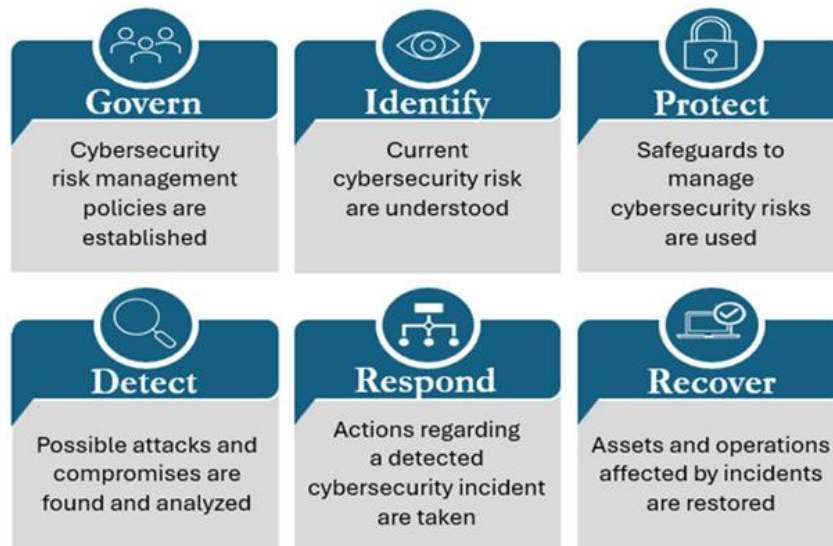 Govern
Cybersecurity
risk management
policies are
established
Identify
Current
cybersecurity risk
are understood
Protect
Safeguards to
manage
cybersecurity risks
are used
Detect
Possible attacks and
compromises are
found and analyzed
Respond
Actions regarding
a detected
cybersecurity incident
are taken
Recover
Assets and operations
affected by incidents
are restored